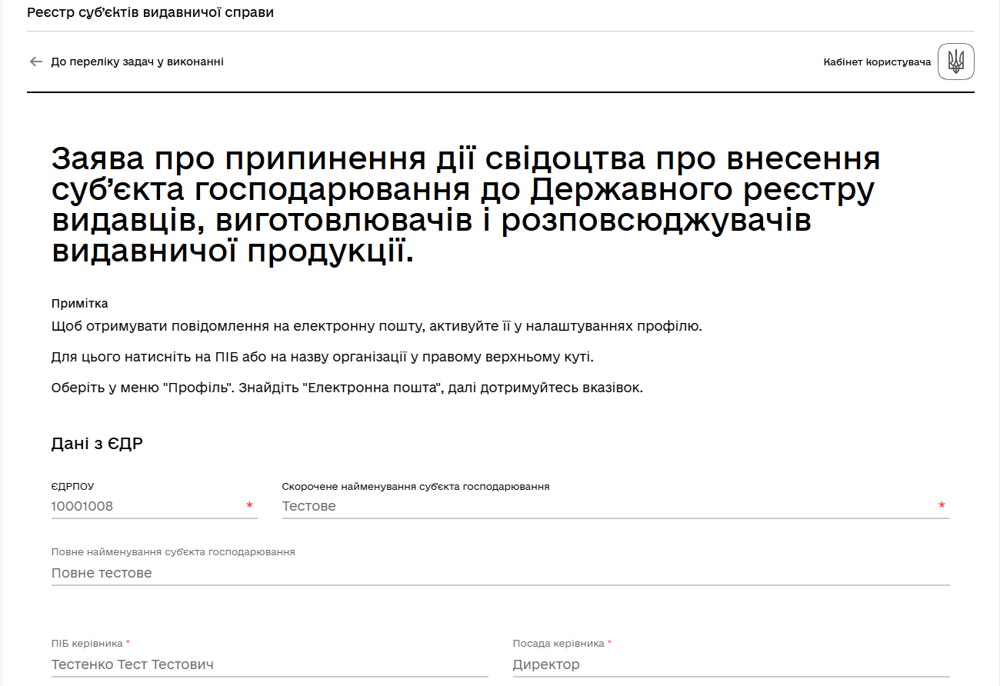 Реєстр суб’єктів видавничої справи
До переліку задач у виконанні
Кабінет користувача
Заява про припинення дії свідоцтва про внесення
суб’єкта господарювання до Державного реєстру
видавців, виготовлювачів і розповсюджувачів
видавничої продукції.
Примітка
Щоб отримувати повідомлення на електронну пошту, активуйте її у налаштуваннях профілю.
Для цього натисніть на ПІБ або на назву організації у правому верхньому куті.
Оберіть у меню "Профіль". Знайдіть "Електронна пошта", далі дотримуйтесь вказівок.
Дані з ЄДР
ЄДРПОУ
10001008 *
Скорочене найменування суб'єкта господарювання
Тестове *
Повне найменування суб'єкта господарювання
Повне тестове
ПІБ керівника *
Тестенко Тест Тестович
Посада керівника *
Директор